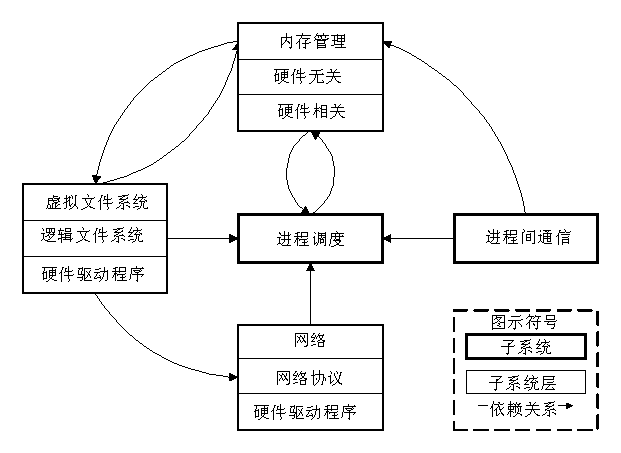 内存管理
硬件无关
硬件相关
虚拟文件系统
逻辑文件系统
硬件驱动程序
进程调度
进程间通信
网络
网络协议
硬件驱动程序
图示符号
子系统
子系统层
依赖关系